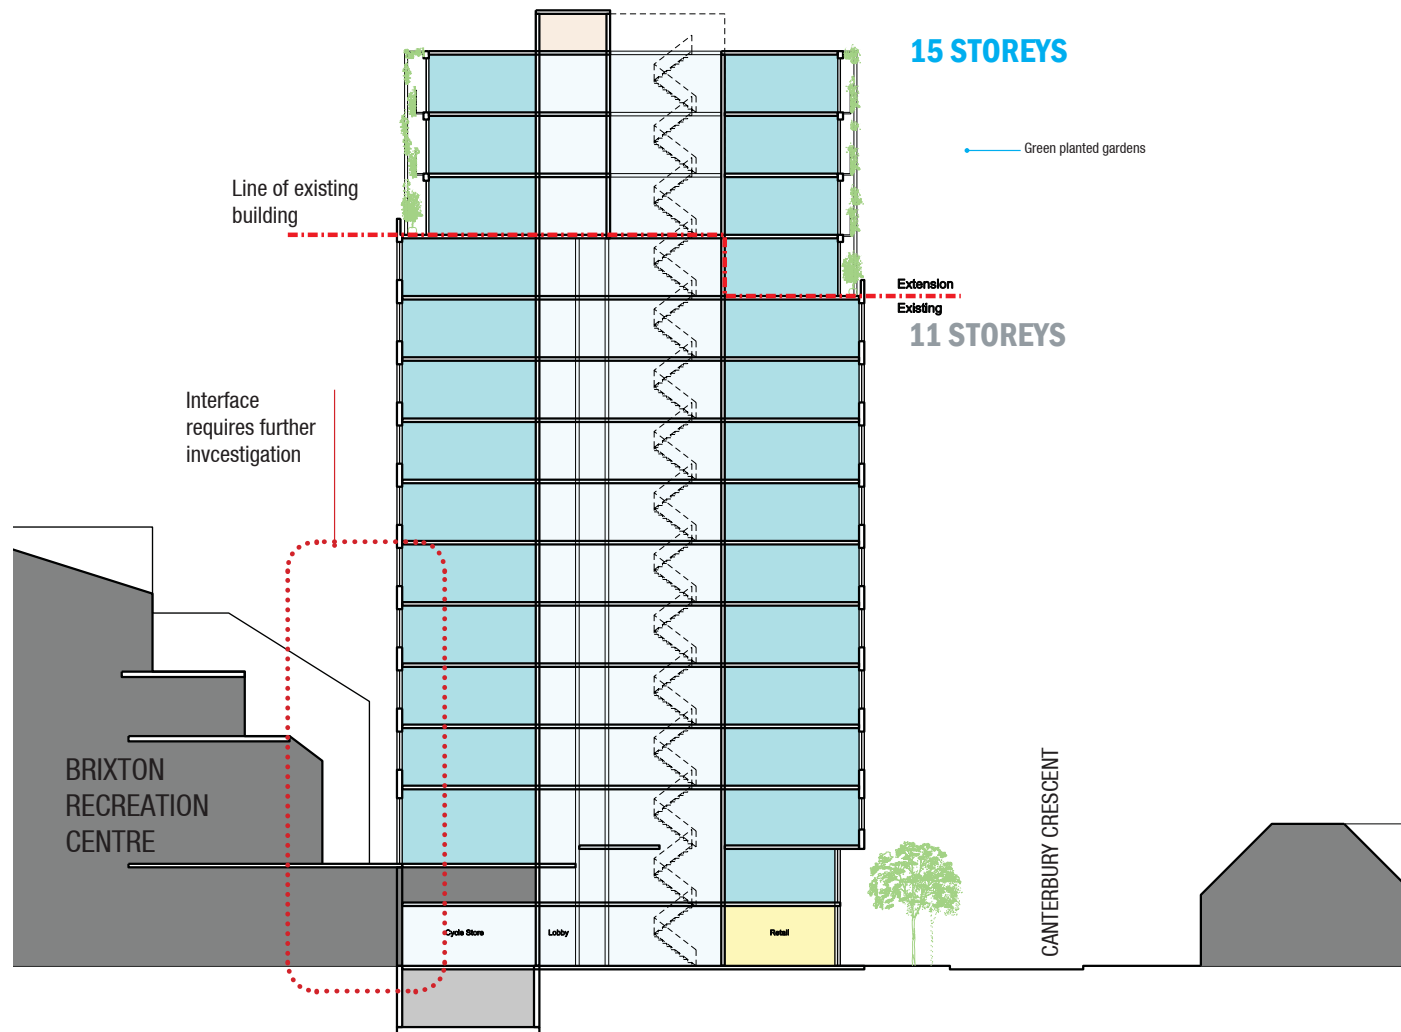 15 STOREYS
Green planted gardens
Line of existing
building
Extension
Existing
11 STOREYS
Interface
requires further
invcestigation
BRIXTON
RECREATION
CENTRE
CANTERBURY CRESCENT
Cycle Store
Lobby
Retail